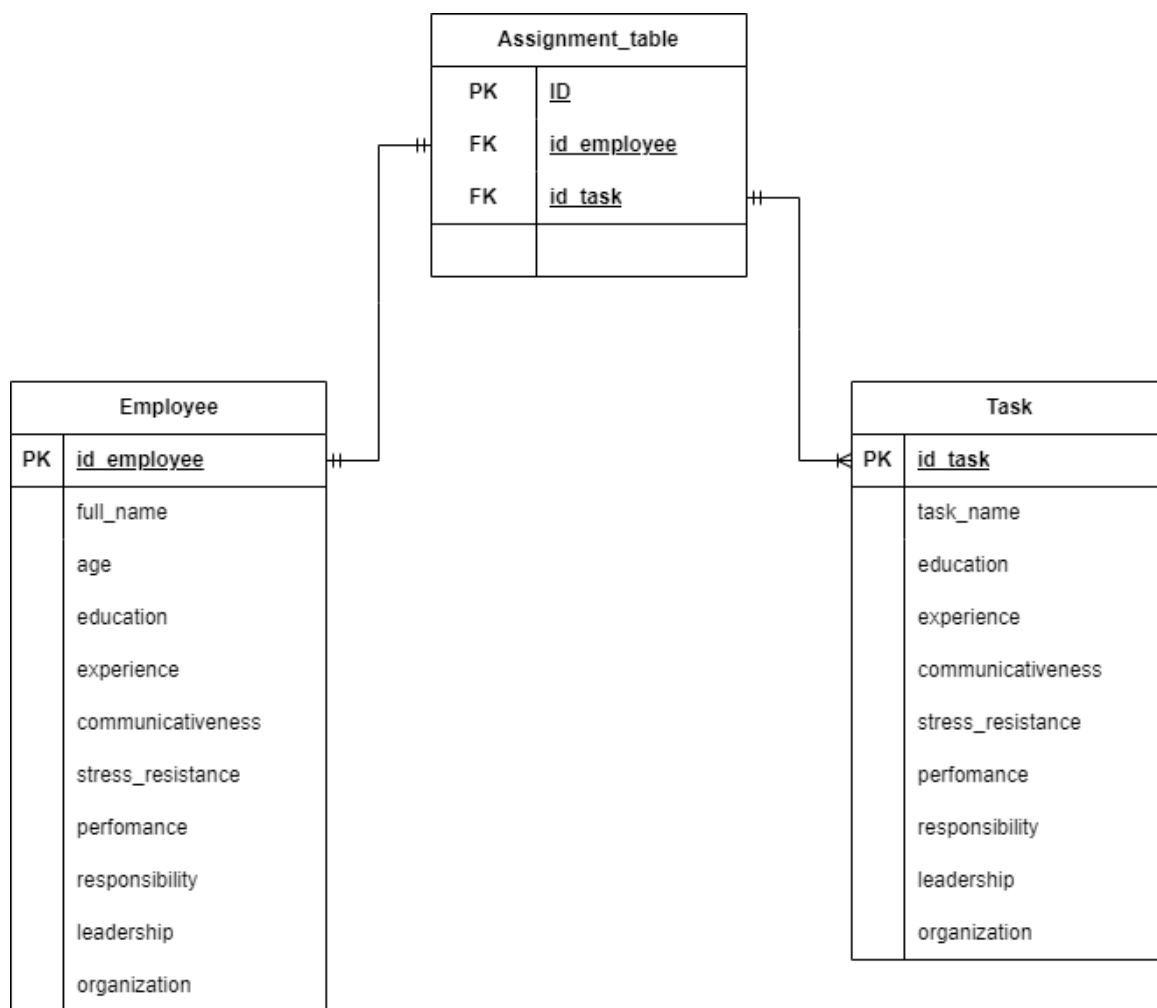 Assignment_table
PK ID
FK id_employee
FK id_task
Employee
PK id_employee
full_name
age
education
experience
communicativeness
stress_resistance
perfomance
responsibility
leadership
organization
Task
PK id_task
task_name
education
experience
communicativeness
stress_resistance
perfomance
responsibility
leadership
organization